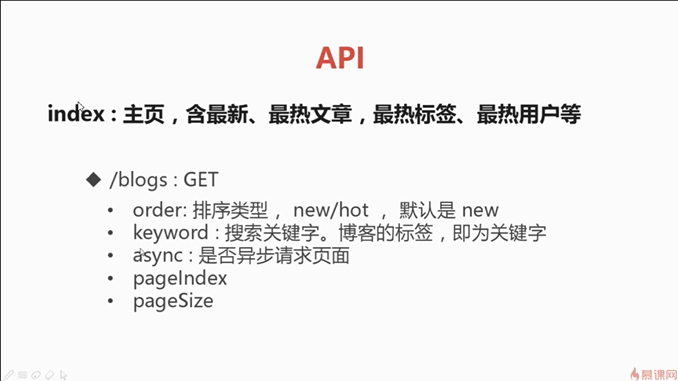 API
index : 主页，含最新、最热文章，最热标签、最热用户等
◆ /blogs : GET
• order: 排序类型， new/hot ， 默认是 new
• keyword : 搜索关键字。博客的标签，即为关键字
• async : 是否异步请求页面
• pageIndex
• pageSize
慕课网